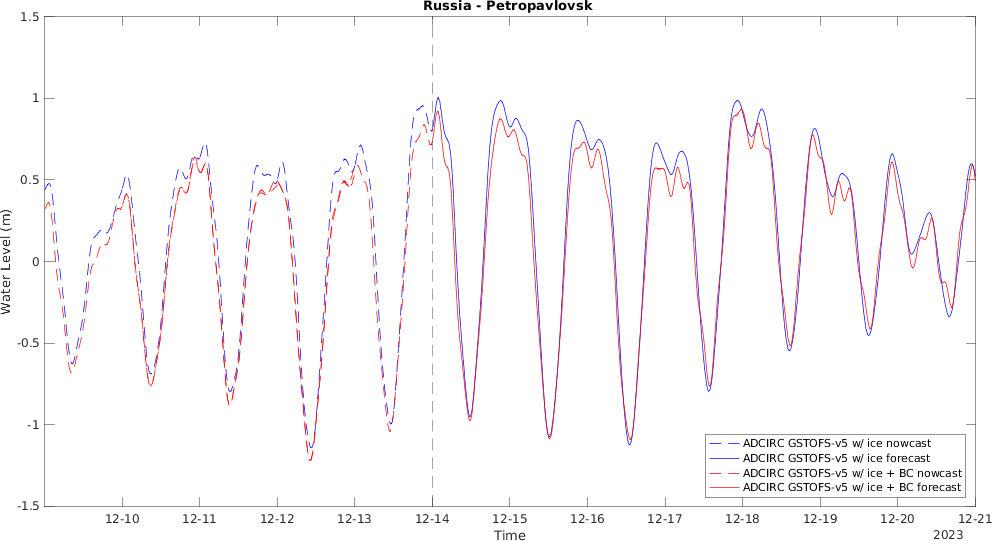 Russia - Petropavlovsk
1.5
1
0.5
0
-0.5
-1
-1.5
Water Level (m)
ADCIRC GSTOFS-v5 w/ ice nowcast
ADCIRC GSTOFS-v5 w/ ice forecast
ADCIRC GSTOFS-v5 w/ ice + BC nowcast
ADCIRC GSTOFS-v5 w/ ice + BC forecast
12-10 12-11 12-12 12-13 12-14 12-15 12-16 12-17 12-18 12-19 12-20 12-21
Time
2023